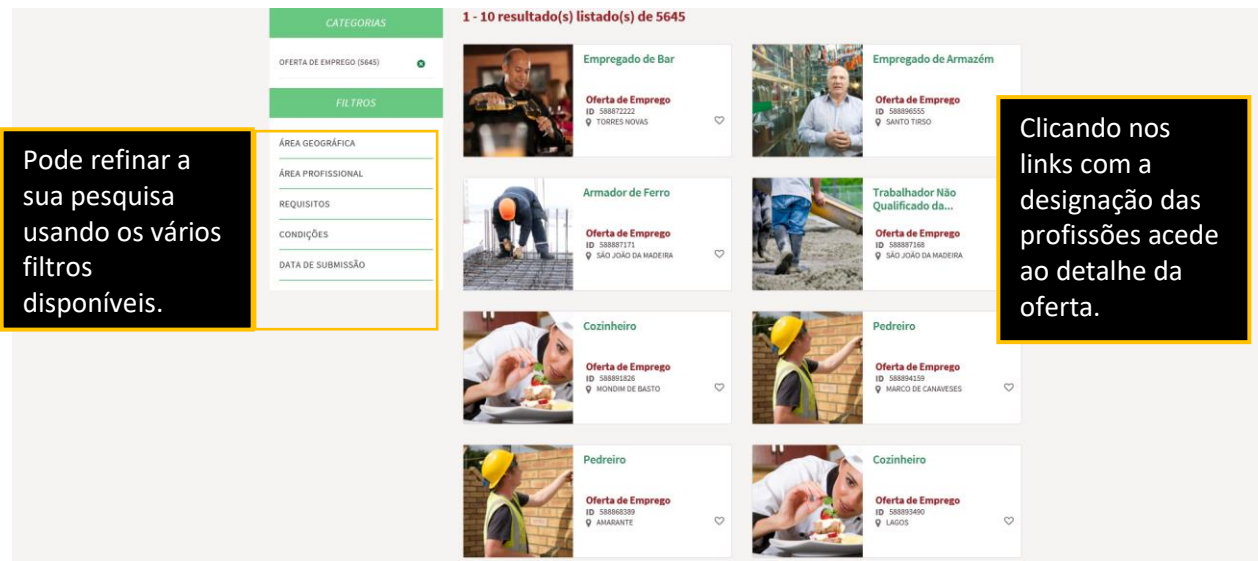 CATEGORIAS
OFERTA DE EMPREGO (5645)
FILTROS
ÁREA GEOGRÁFICA
ÁREA PROFISSIONAL
REQUISITOS
CONDIÇÕES
DATA DE SUBMISSÃO
Pode refinar a
sua pesquisa
usando os vários
filtros
disponíveis.
1 - 10 resultado(s) listado(s) de 5645
Empregado de Bar
Oferta de Emprego
ID 588872222
TORRES NOVAS
Empregado de Armazém
Oferta de Emprego
ID 588896555
SANTO TIRSO
Armador de Ferro
Oferta de Emprego
ID 588887171
SÃO JOÃO DA MADEIRA
Trabalhador Não
Qualificado da...
Oferta de Emprego
ID 588887168
SÃO JOÃO DA MADEIRA
Cozinheiro
Oferta de Emprego
ID 588891826
MONDIM DE BASTO
Pedreiro
Oferta de Emprego
ID 588894159
MARCO DE CANAVESES
Pedreiro
Oferta de Emprego
ID 588868389
AMARANTE
Cozinheiro
Oferta de Emprego
ID 588893490
LAGOS
Clicando nos
links com a
designação das
profissões acede
ao detalhe da
oferta.